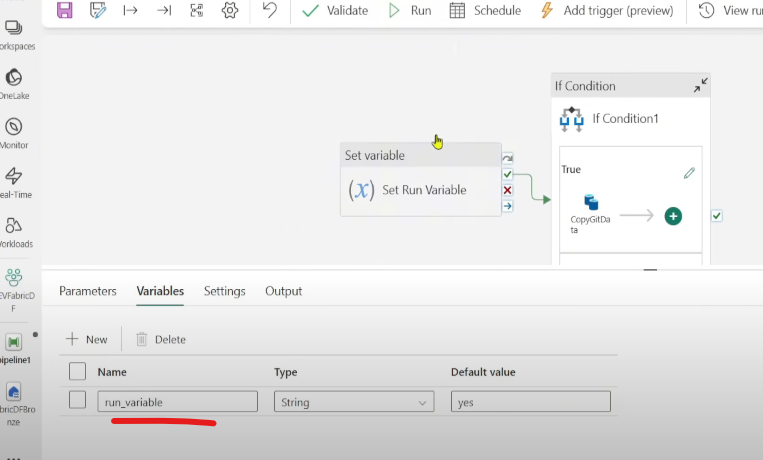 Validate Run Schedule Add trigger (preview) View ru
orkspaces
OneLake
Monitor
eal-Time
orkloads
EVFabricD
F
pipeline1
bricDFBro
nze
If Condition
If Condition1
Set variable
(x) Set Run Variable
True
CopyGitDa
ta
Parameters Variables Settings Output
New Delete
Name Type Default value
run_variable String yes